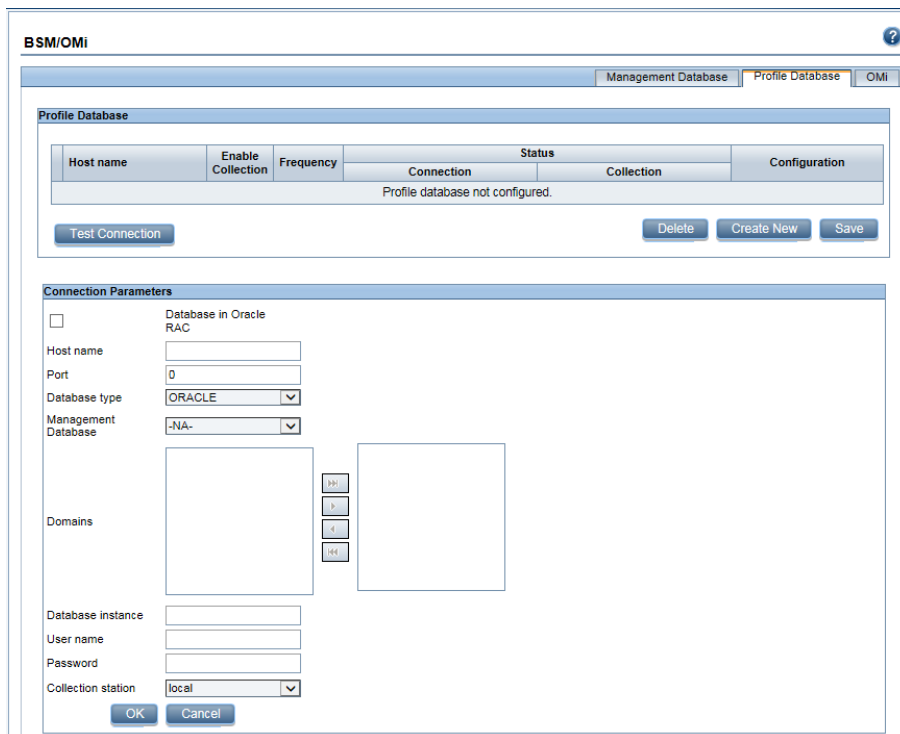 BSM/OMi
?
Management Database Profile Database OMi
Profile Database
Host name Enable Collection Frequency Status Configuration
Connection Collection
Profile database not configured.
Test Connection Delete Create New Save
Connection Parameters
Database in Oracle
RAC
Host name
Port 0
Database type ORACLE
Management
Database -NA-
Domains
Database instance
User name
Password
Collection station local
OK Cancel